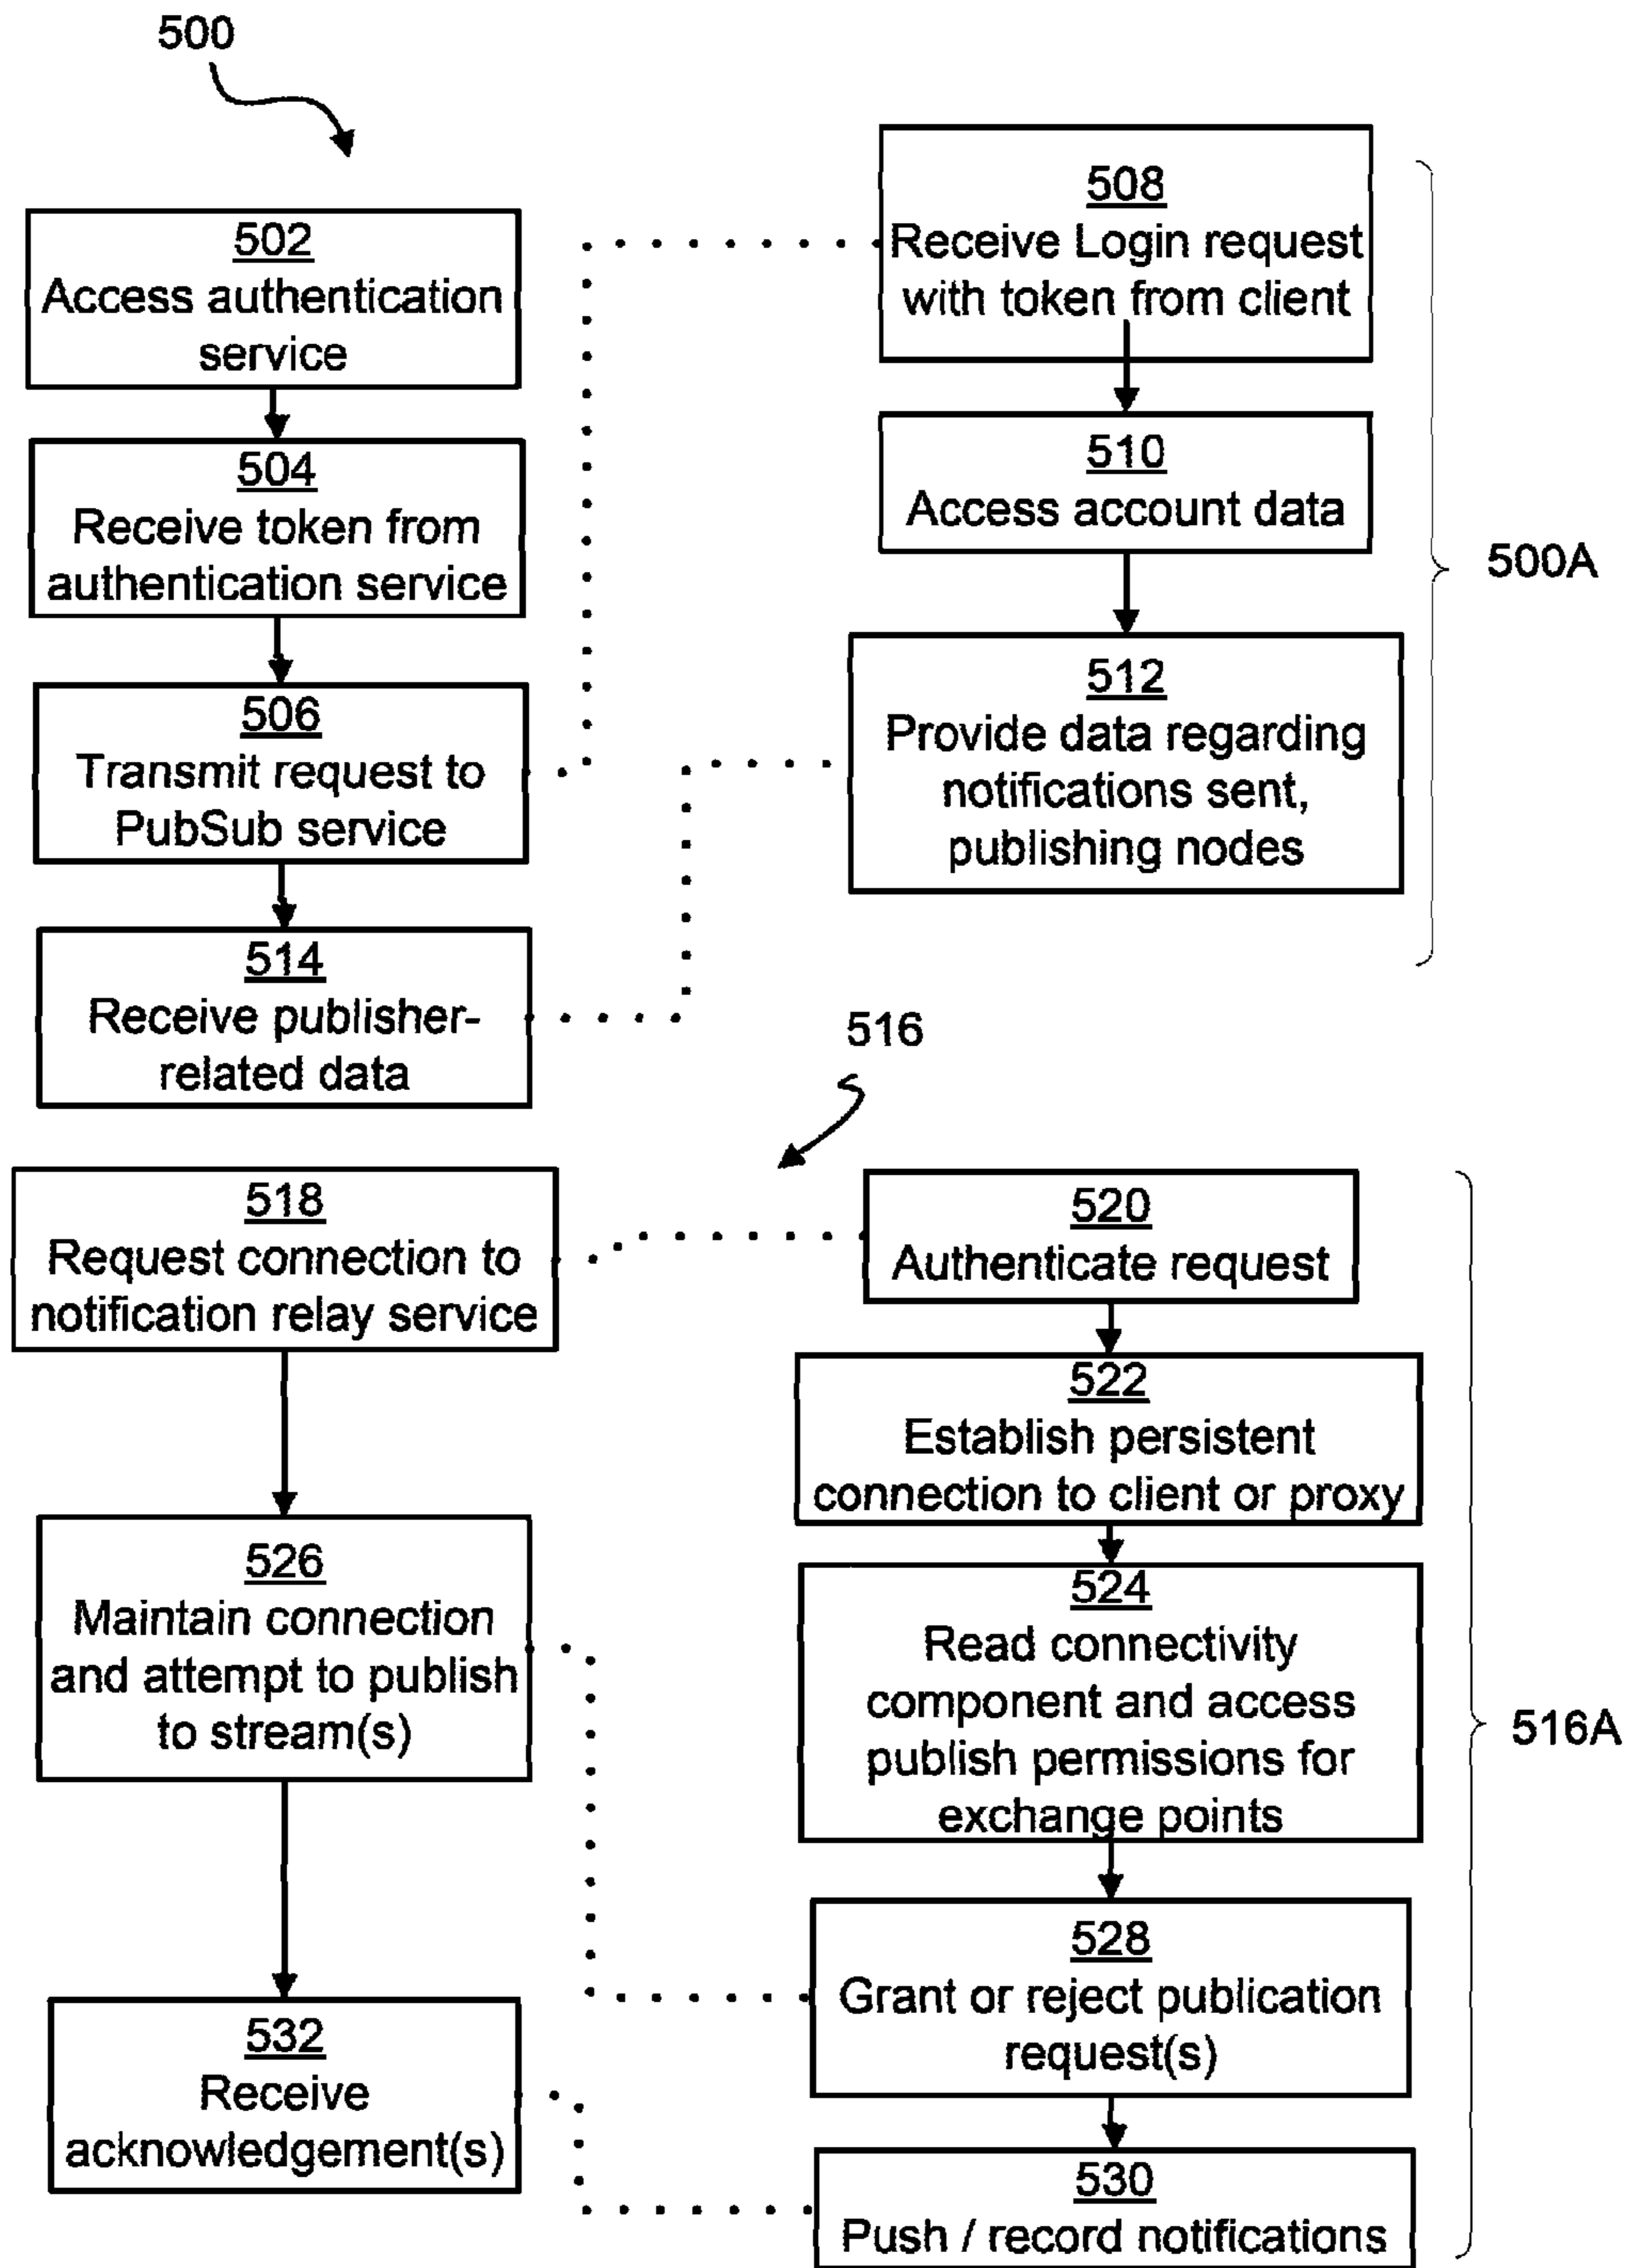 500
502
Access authentication
service
504
Receive token from
authentication service
506
Transmit request to
PubSub service
514
Receive publisher-
related data
508
Receive Login request
with token from client
510
Access account data
512
Provide data regarding
notifications sent,
publishing nodes
500A
516
518
Request connection to
notification relay service
526
Maintain connection
and attempt to publish
to stream(s)
532
Receive
acknowledgement(s)
520
Authenticate request
522
Establish persistent
connection to client or proxy
524
Read connectivity
component and access
publish permissions for
exchange points
528
Grant or reject publication
request(s)
530
Push / record notifications
516A